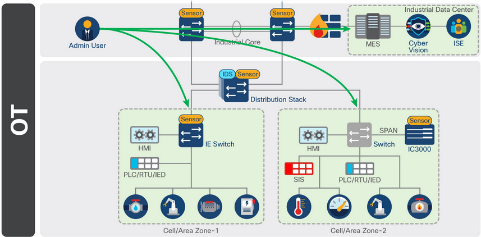 OT
Sensor
Sensor
Industrial Data Center
Admin User
Industrial Core
MES
Cyber
Vision
ISE
IDS
Sensor
Distribution Stack
Sensor
HMI
IE Switch
PLC/RTU/IED
Cell/Area Zone-1
HMI
Switch
SPAN
Sensor
IC3000
SIS
PLC/RTU/IED
Cell/Area Zone-2